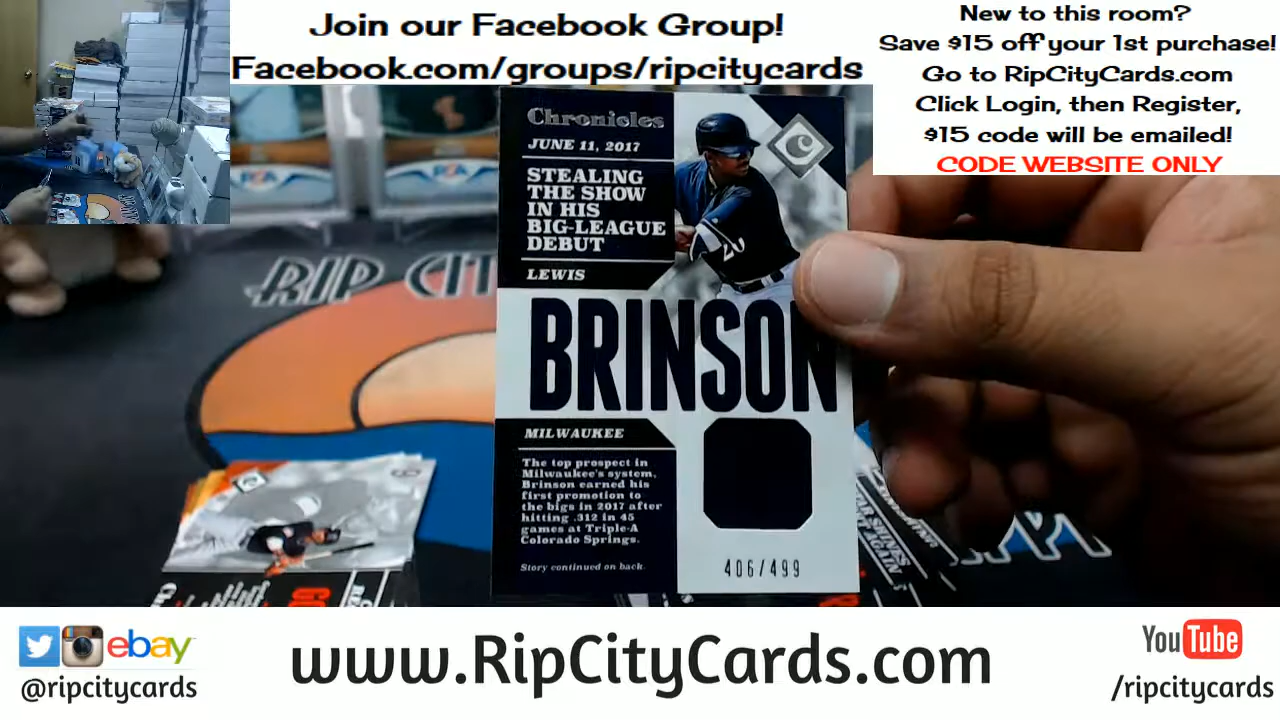 Join our Facebook Group!
Facebook.com/groups/ripcitycards
New to this room?
Save $15 off your 1st purchase!
Go to RipCityCards.com
Click Login, then Register,
$15 code will be emailed!
CODE WEBSITE ONLY
RIP CIT
Chronicles
JUNE 11, 2017
STEALING
THE SHOW
IN HIS
BIG-LEAGUE
DEBUT
LEWIS
BRINSON
20
MILWAUKEE
The top prospect in
Milwaukee's system,
Brinson earned his
first promotion to
the bigs in 2017 after
hitting .312 in 45
games at Triple-A
Colorado Springs.
Story continued on back.
406/499
ebay
@ripcitycards
www.RipCityCards.com
YouTube
/ripcitycards